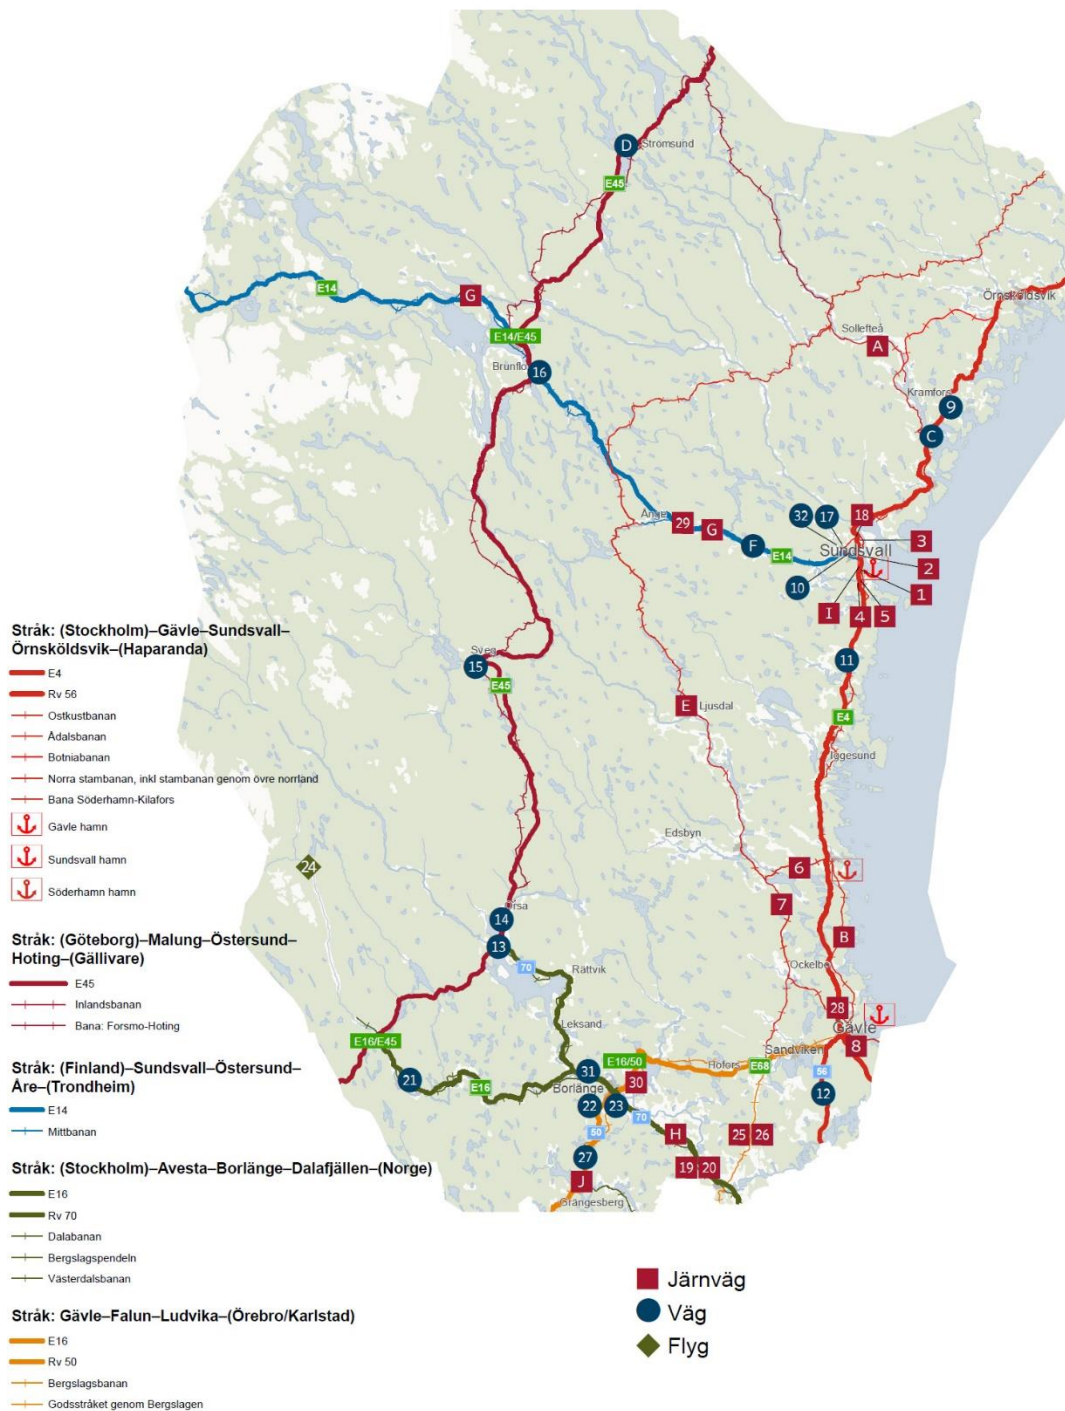 D
Strömsund
E45
E14
G
E14/E45
Brunflo
16
Örnsköldsvik
Sollefteå
A
Kramfors
9
C
Ånge
29
G
F
E14
32
17
18
Sundsvall
3
2
1
10
I
4
5
11
E4
Iggesund
Sveg
15
E45
E
Ljusdal
Edsbyn
6
7
24
14
Orsa
13
70
Rättvik
B
Ockelbo
28
Gävle
8
Leksand
E16/E45
21
E16
31
Borlänge
22
23
E16/50
30
Hofors
Sandviken
E68
56
12
70
50
H
25
26
27
19
20
J
Grängesberg
Stråk: (Stockholm)–Gävle–Sundsvall–
Örnsköldsvik–(Haparanda)
E4
Rv 56
Ostkustbanan
Ådalsbanan
Botniabanan
Norra stambanan, inkl stambanan genom övre norrland
Bana Söderhamn-Kilafors
Gävle hamn
Sundsvall hamn
Söderhamn hamn
Stråk: (Göteborg)–Malung–Östersund–
Hoting–(Gällivare)
E45
Inlandsbanan
Bana: Forsmo-Hoting
Stråk: (Finland)–Sundsvall–Östersund–
Åre–(Trondheim)
E14
Mittbanan
Stråk: (Stockholm)–Avesta–Borlänge–Dalafjällen–(Norge)
E16
Rv 70
Dalabanan
Bergslagspendeln
Västerdalsbanan
Stråk: Gävle–Falun–Ludvika–(Örebro/Karlstad)
E16
Rv 50
Bergslagsbanan
Godsstråket genom Bergslagen
Järnväg
Väg
Flyg